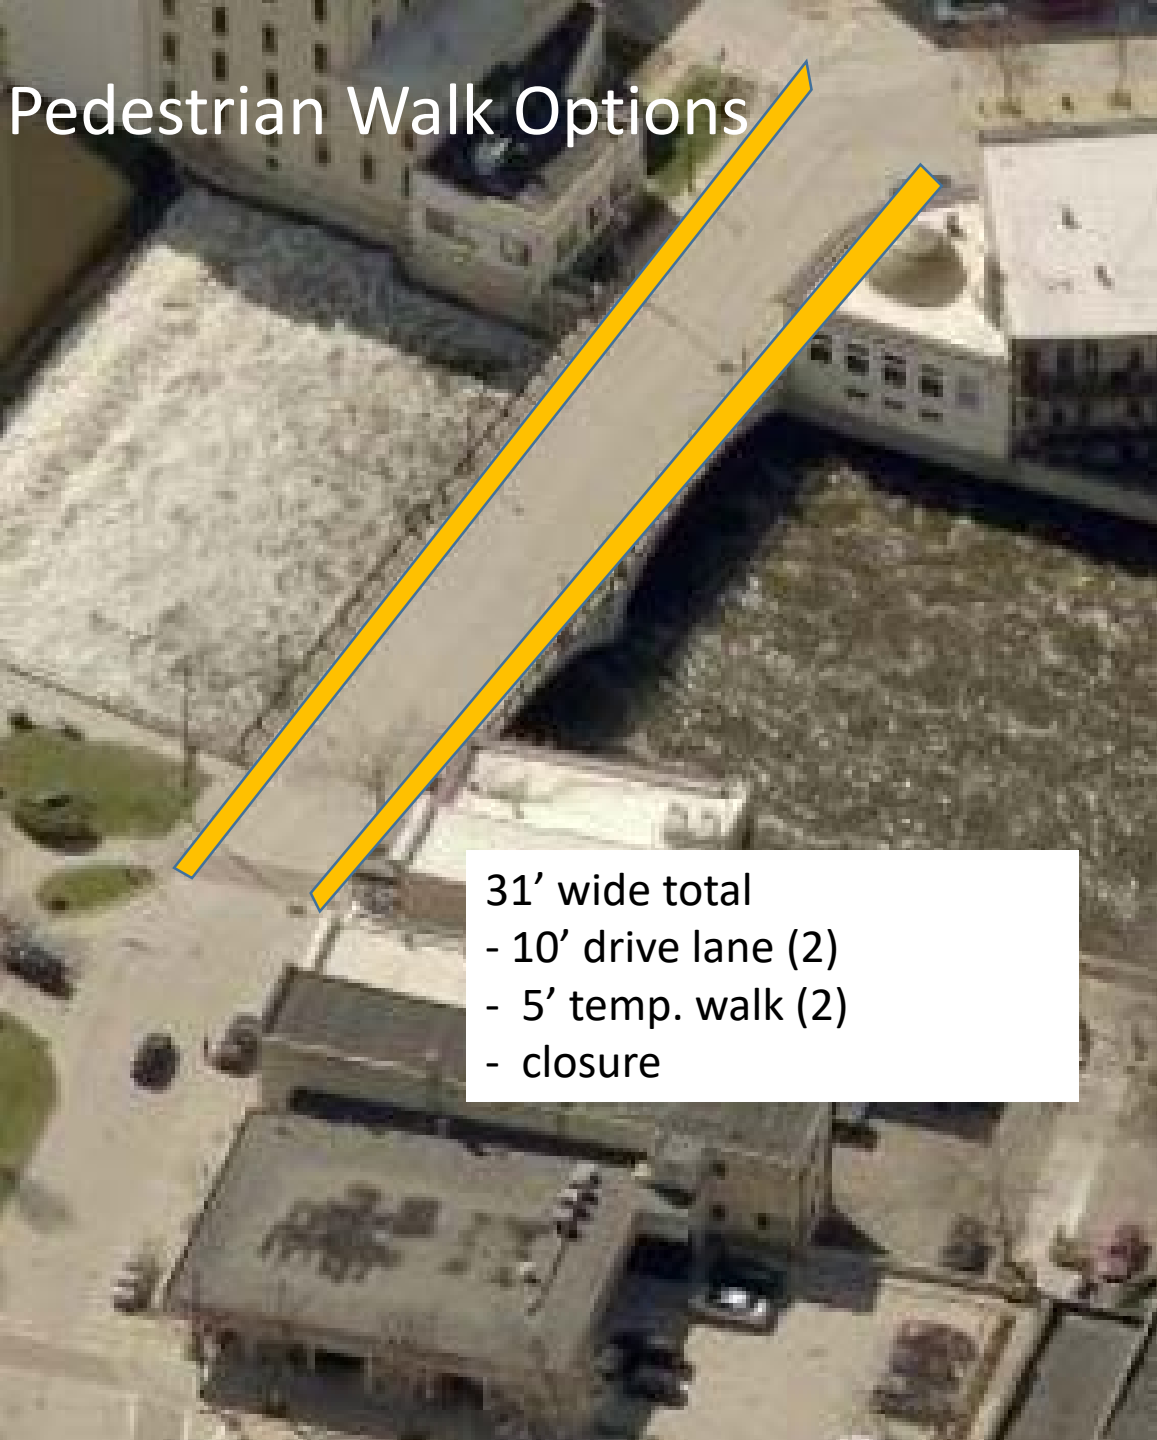 Pedestrian Walk Options
31’ wide total
- 10’ drive lane (2)
- 5’ temp. walk (2)
- closure